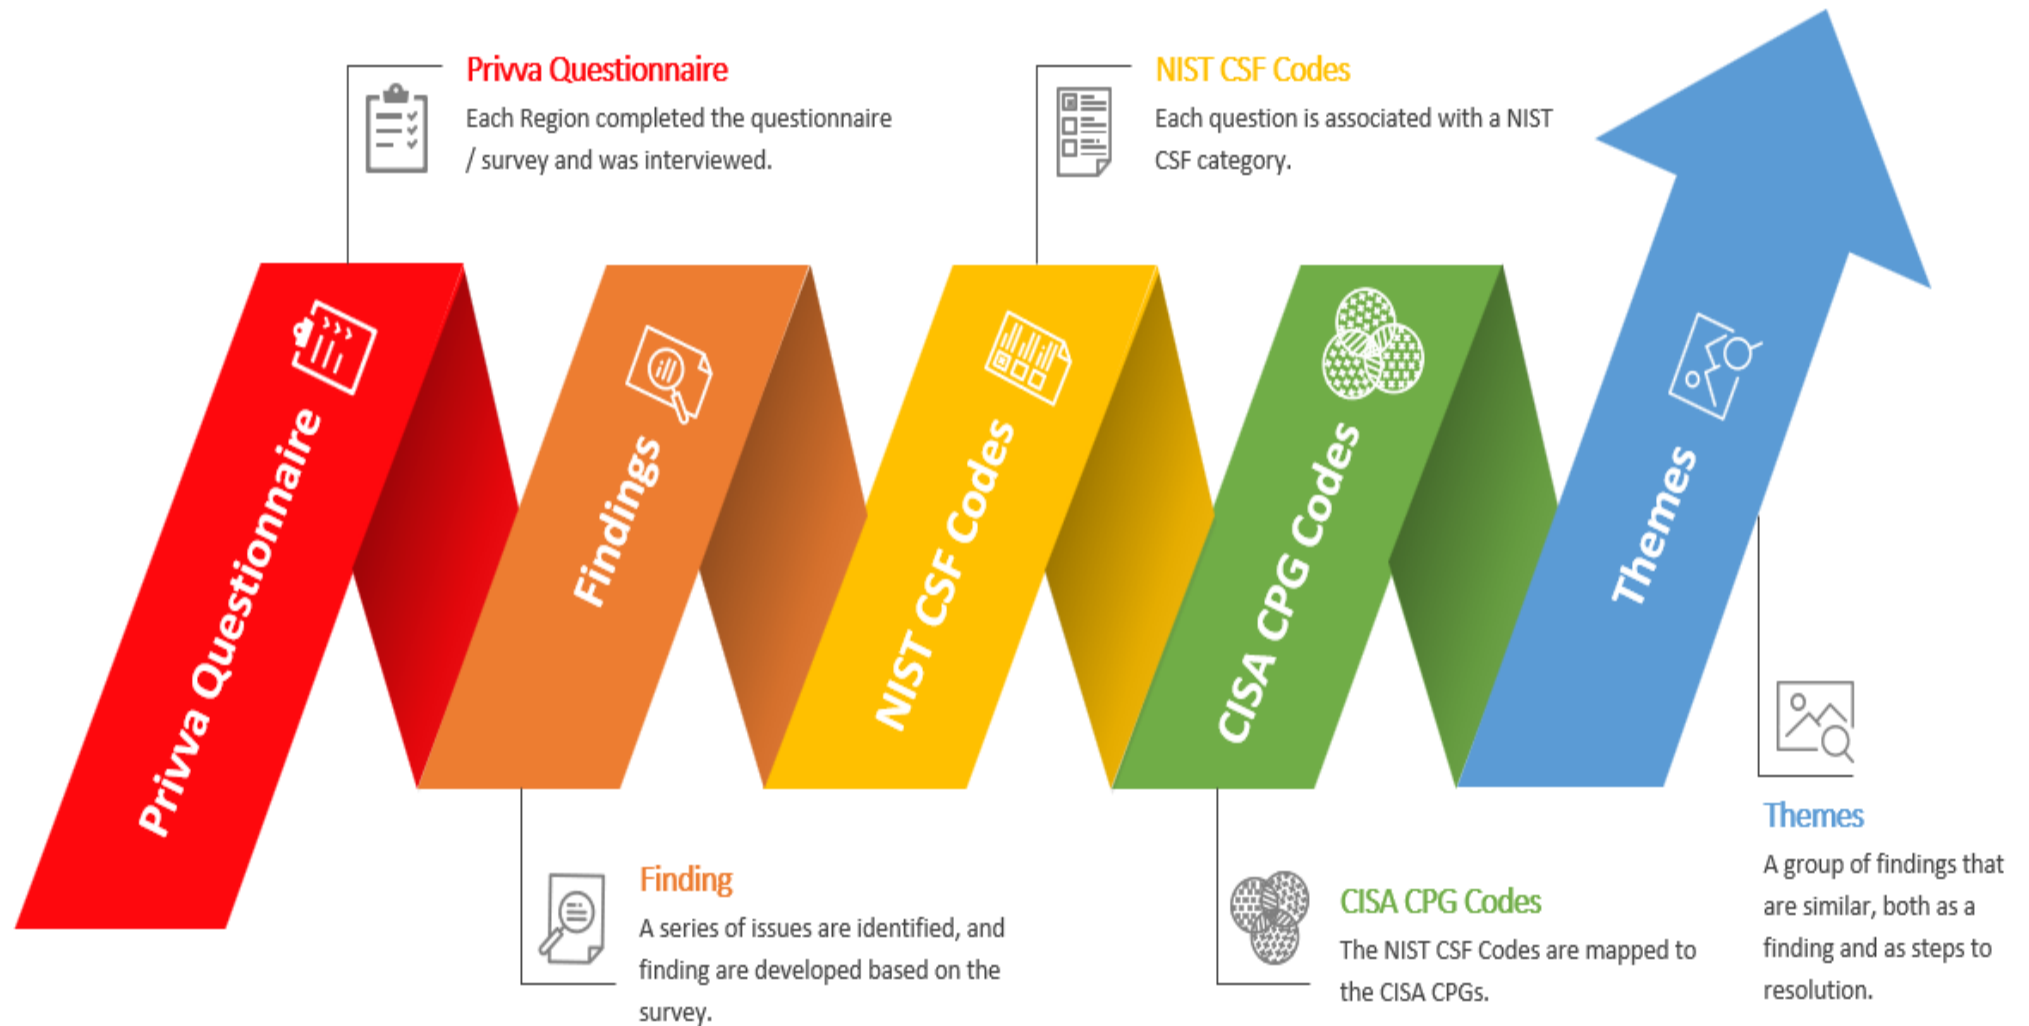 Privva Questionnaire
Each Region completed the questionnaire
/ survey and was interviewed.
NIST CSF Codes
Each question is associated with a NIST
CSF category.
Privva Questionnaire
Findings
NIST CSF Codes
CISA CPG Codes
Themes
Finding
A series of issues are identified, and
finding are developed based on the
survey.
CISA CPG Codes
The NIST CSF Codes are mapped to
the CISA CPGs.
Themes
A group of findings that
are similar, both as a
finding and as steps to
resolution.